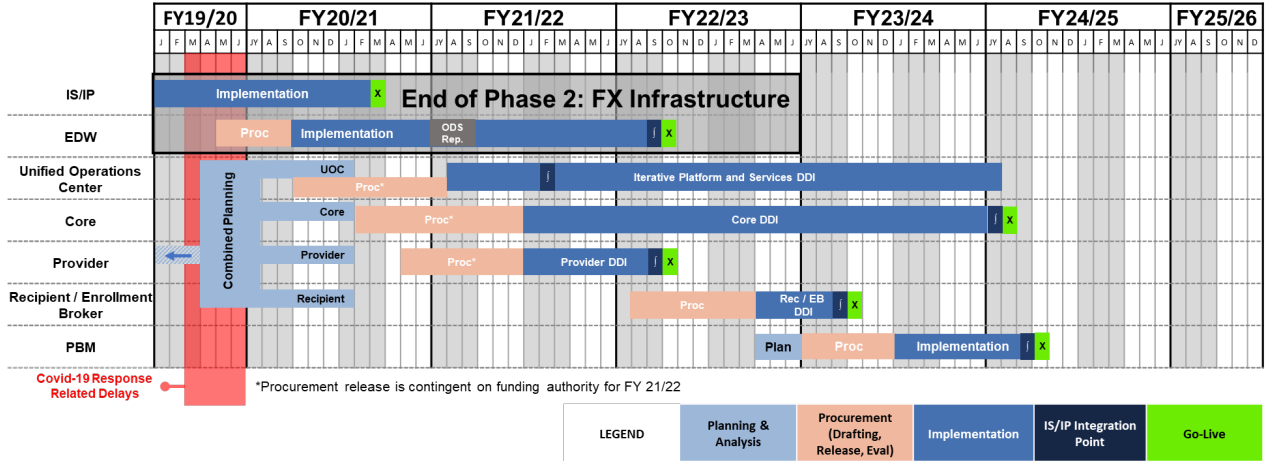 FY19/20 FY20/21 FY21/22 FY22/23 FY23/24 FY24/25 FY25/26
J F M A M J JY A S O N D J F M A M J JY A S O N D J F M A M J JY A S O N D J F M A M J JY A S O N D J F M A M J JY A S O N D J F M A M J JY A S O N D
IS/IP
Implementation
X
End of Phase 2: FX Infrastructure
EDW
Proc
Implementation
ODS
Rep.
∫
X
Unified Operations
Center
Combined Planning
UOC
Proc*
∫
Iterative Platform and Services DDI
Core
Core
Proc*
Core DDI
∫
X
Provider
Provider
Proc*
Provider DDI
∫
X
Recipient / Enrollment
Broker
Recipient
Proc
Rec / EB
DDI
∫
X
PBM
Plan
Proc
Implementation
∫
X
Covid-19 Response
Related Delays
*Procurement release is contingent on funding authority for FY 21/22
LEGEND
Planning &
Analysis
Procurement
(Drafting,
Release, Eval)
Implementation
IS/IP Integration
Point
Go-Live